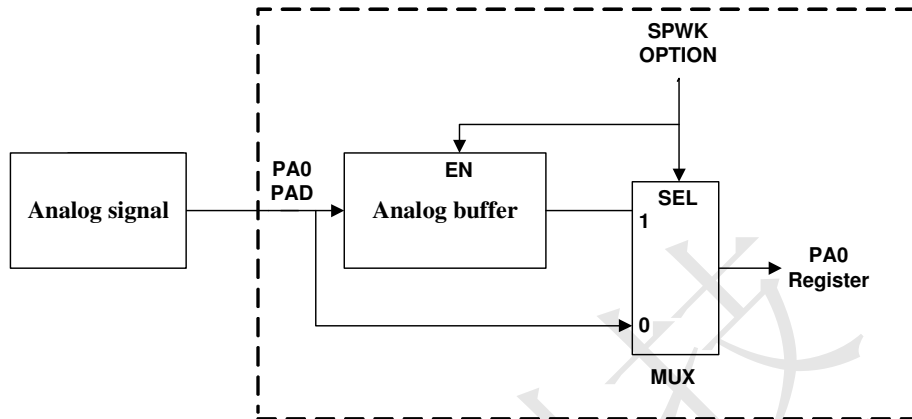 SPWK
OPTION
Analog signal
PA0
PAD
EN
Analog buffer
SEL
1
0
PA0
Register
MUX